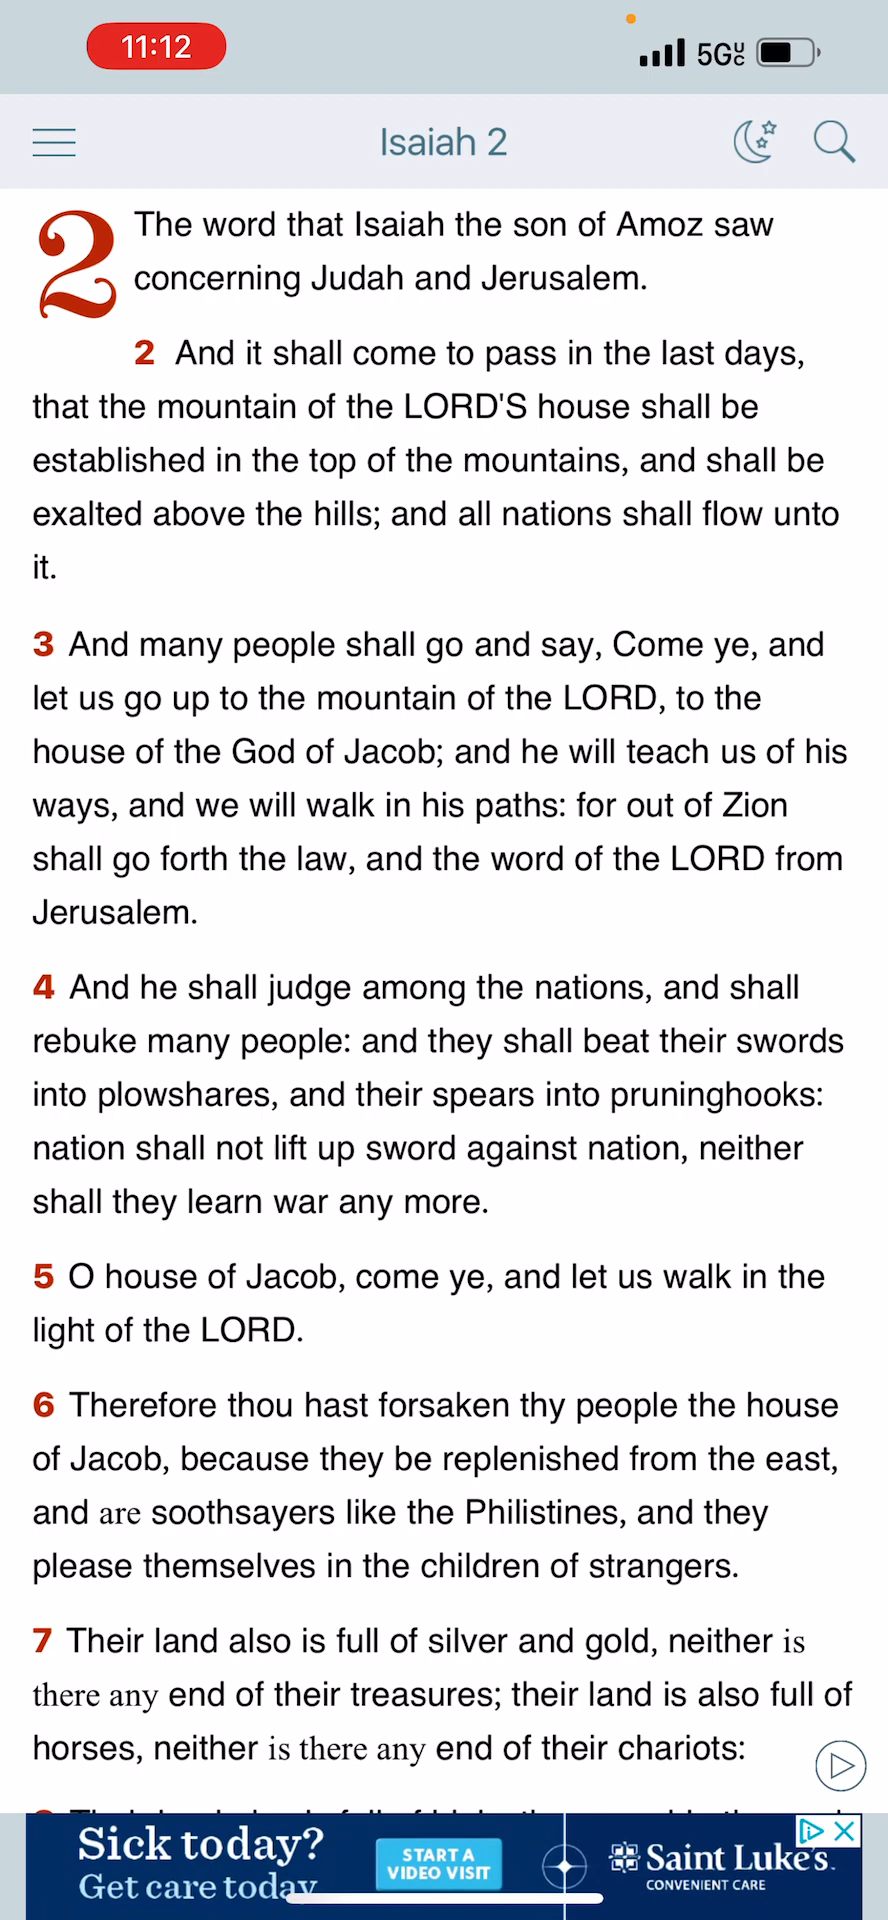 11:12
5GUC
Isaiah 2
2 The word that Isaiah the son of Amoz saw
concerning Judah and Jerusalem.
2 And it shall come to pass in the last days,
that the mountain of the LORD'S house shall be
established in the top of the mountains, and shall be
exalted above the hills; and all nations shall flow unto
it.
3 And many people shall go and say, Come ye, and
let us go up to the mountain of the LORD, to the
house of the God of Jacob; and he will teach us of his
ways, and we will walk in his paths: for out of Zion
shall go forth the law, and the word of the LORD from
Jerusalem.
4 And he shall judge among the nations, and shall
rebuke many people: and they shall beat their swords
into plowshares, and their spears into pruninghooks:
nation shall not lift up sword against nation, neither
shall they learn war any more.
5 O house of Jacob, come ye, and let us walk in the
light of the LORD.
6 Therefore thou hast forsaken thy people the house
of Jacob, because they be replenished from the east,
and are soothsayers like the Philistines, and they
please themselves in the children of strangers.
7 Their land also is full of silver and gold, neither is
there any end of their treasures; their land is also full of
horses, neither is there any end of their chariots:
Sick today?
Get care today
START A
VIDEO VISIT
Saint Luke's
CONVENIENT CARE